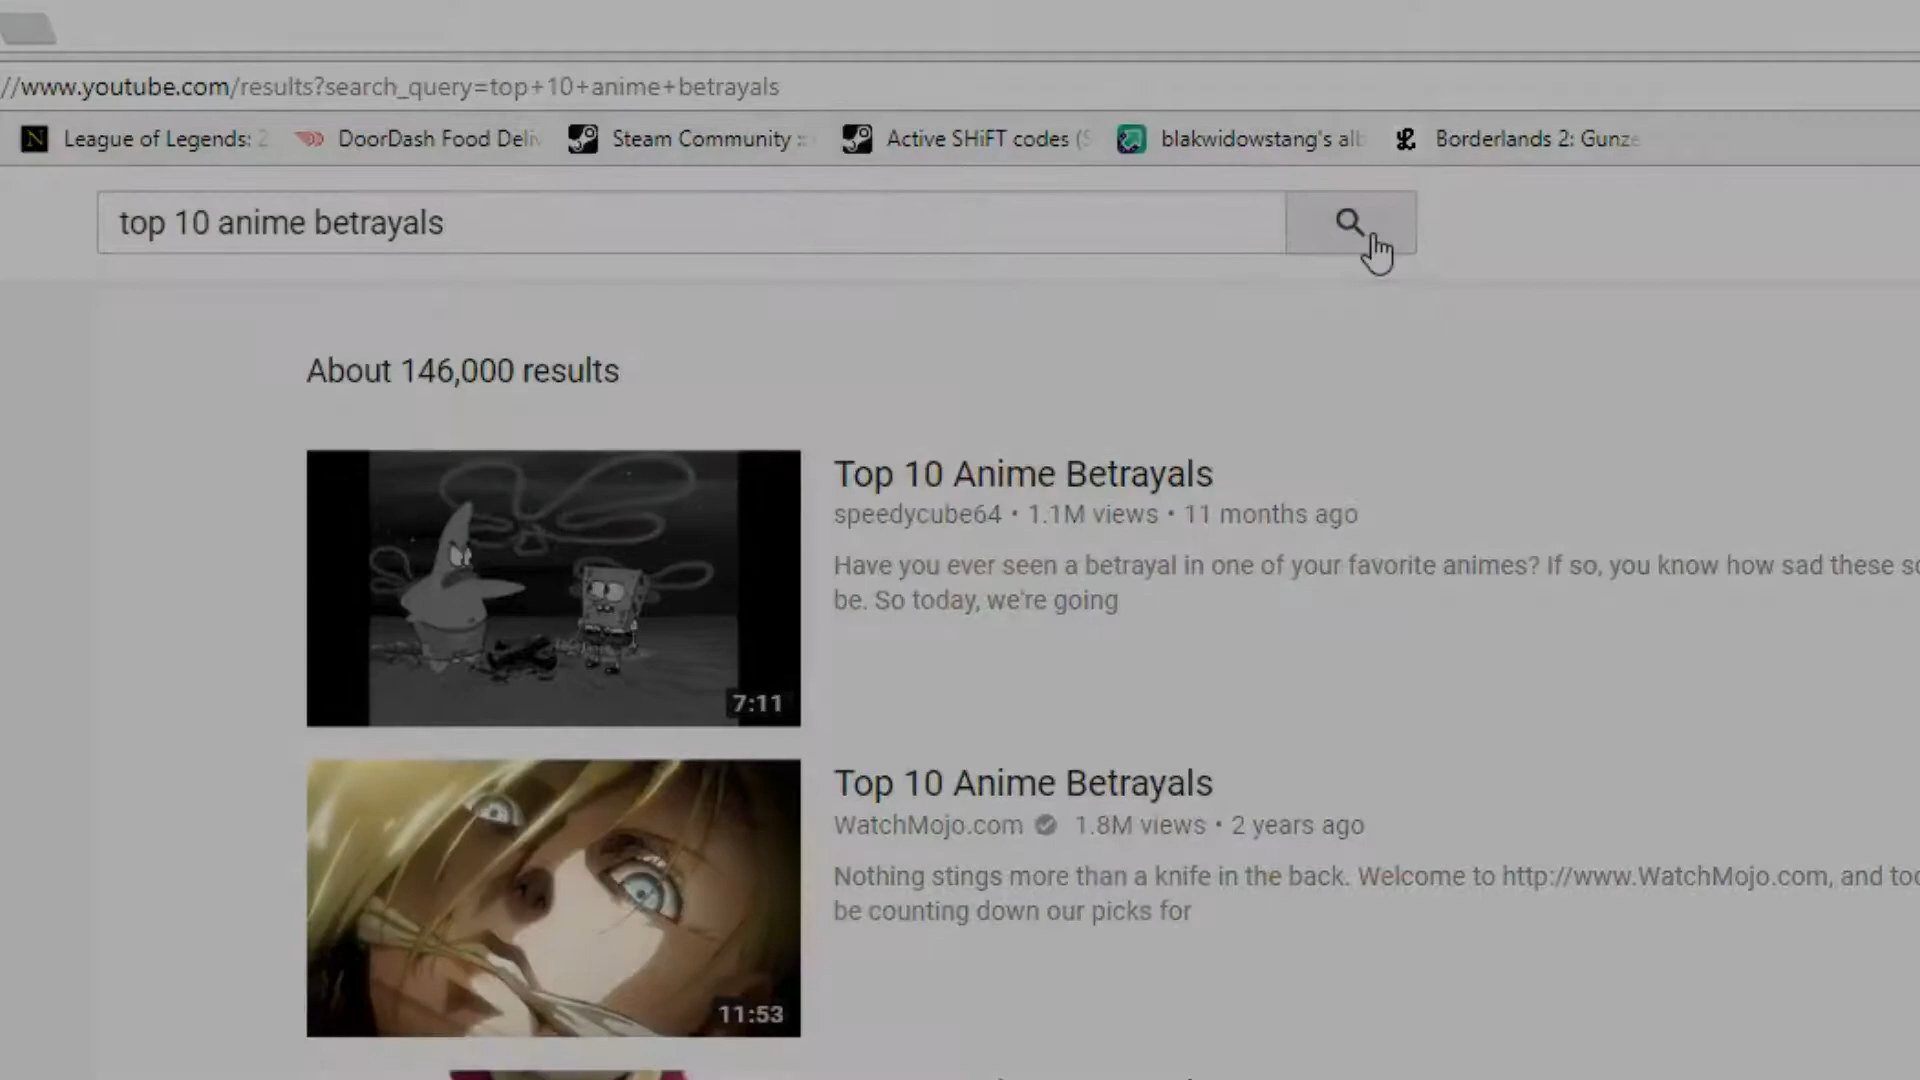 //www.youtube.com/results?search_query=top+10+anime+betrayals
League of Legends: 2 DoorDash Food Deliv Steam Community :: Active SHiFT codes (S blakwidowstang's alb Borderlands 2: Gunze
top 10 anime betrayals
About 146,000 results
Top 10 Anime Betrayals
speedycube64 • 1.1M views • 11 months ago
Have you ever seen a betrayal in one of your favorite animes? If so, you know how sad these
be. So today, we're going
7:11
Top 10 Anime Betrayals
WatchMojo.com 1.8M views • 2 years ago
Nothing stings more than a knife in the back. Welcome to http://www.WatchMojo.com, and
be counting down our picks for
11:53